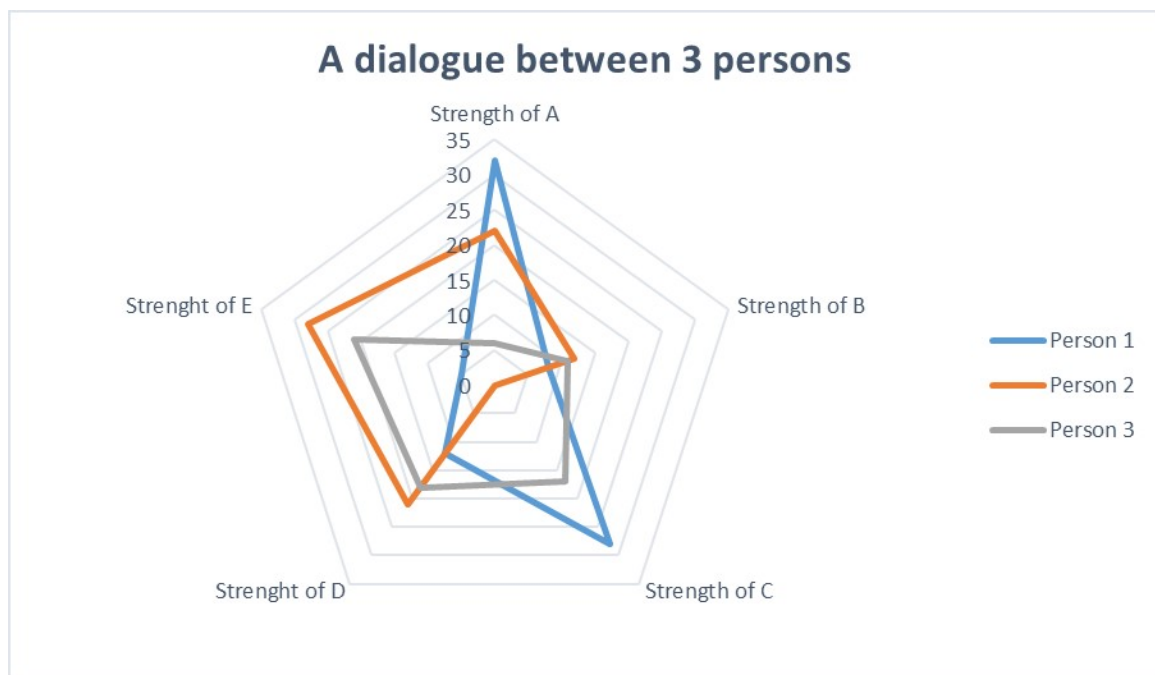 A dialogue between 3 persons
Strength of A
35
30
25
20
15
10
5
0
Strenght of E
Strength of B
Strenght of D
Strength of C
Person 1
Person 2
Person 3